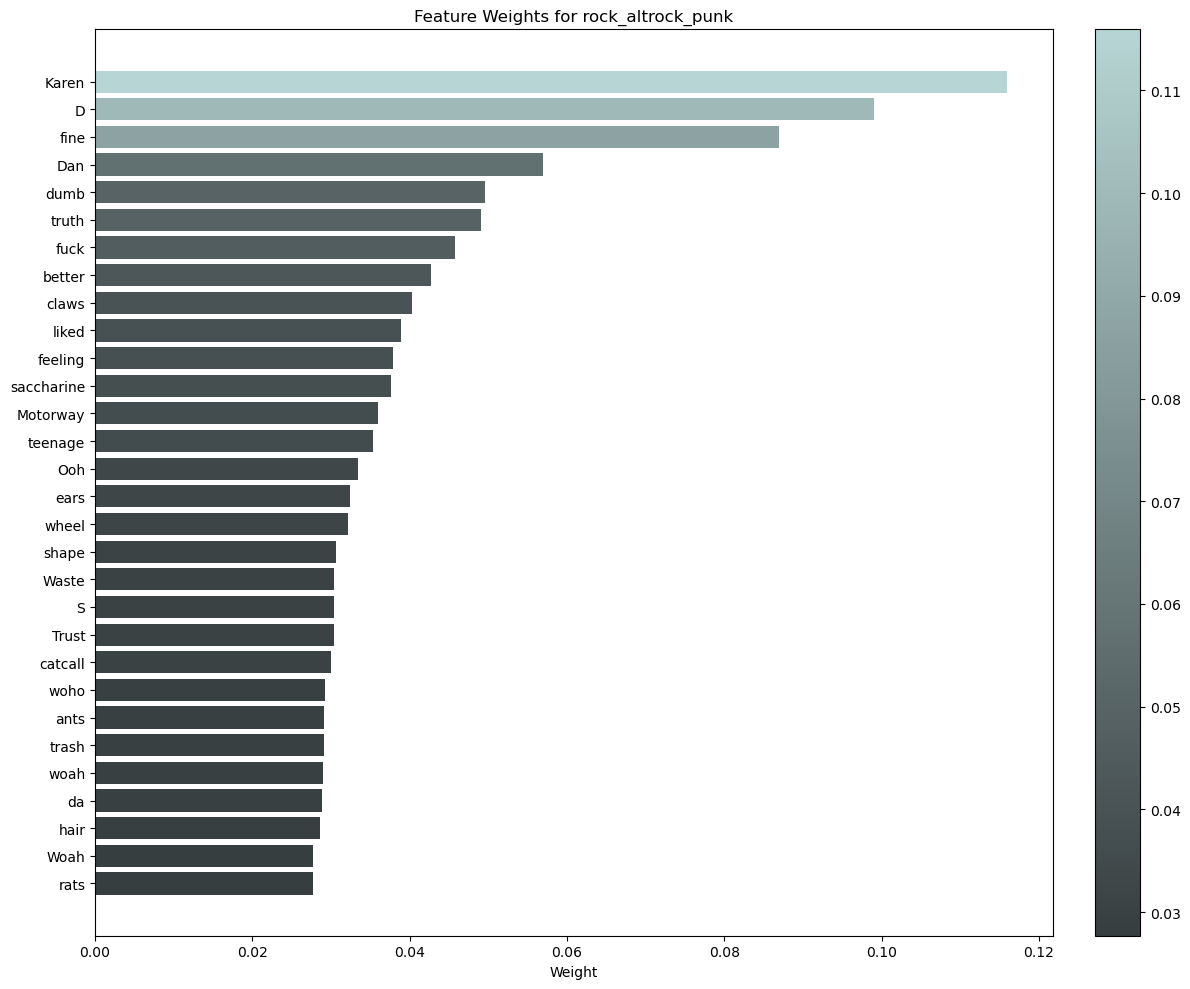 Feature Weights for rock_altrock_punk
Karen
D
fine
Dan
dumb
truth
fuck
better
claws
liked
feeling
saccharine
Motorway
teenage
Ooh
ears
wheel
shape
Waste
S
Trust
catcall
woho
ants
trash
woah
da
hair
Woah
rats
0.00 0.02 0.04 0.06 0.08 0.10 0.12
Weight
0.11
0.10
0.09
0.08
0.07
0.06
0.05
0.04
0.03